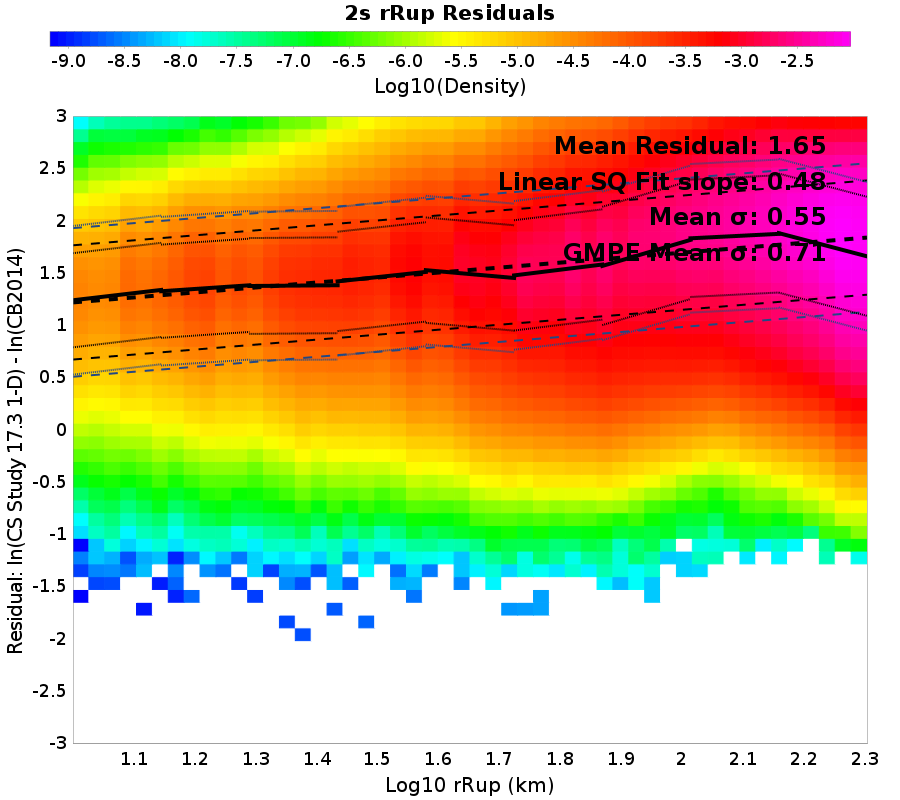 2s rRup Residuals
-9.0 -8.5 -8.0 -7.5 -7.0 -6.5 -6.0 -5.5 -5.0 -4.5 -4.0 -3.5 -3.0 -2.5
Log10(Density)
Mean Residual: 1.65
Linear SQ Fit slope: 0.48
Mean σ: 0.55
GMPE Mean σ: 0.71
Residual: ln(CS Study 17.3 1-D) - ln(CB2014)
3
2.5
2
1.5
1
0.5
0
-0.5
-1
-1.5
-2
-2.5
-3
1.1 1.2 1.3 1.4 1.5 1.6 1.7 1.8 1.9 2 2.1 2.2 2.3
Log10 rRup (km)